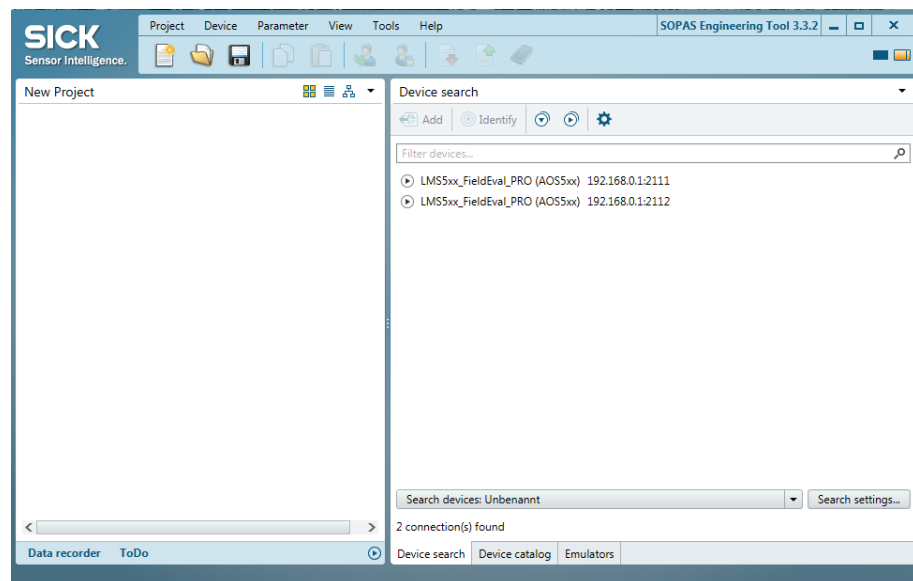 SICK
Sensor Intelligence.
Project Device Parameter View Tools Help
SOPAS Engineering Tool 3.3.2
New Project
Device search
Add Identify
Filter devices...
LMS5xx_FieldEval_PRO (AOS5xx) 192.168.0.1:2111
LMS5xx_FieldEval_PRO (AOS5xx) 192.168.0.1:2112
Search devices: Unbenannt
Search settings...
2 connection(s) found
Data recorder ToDo
Device search Device catalog Emulators